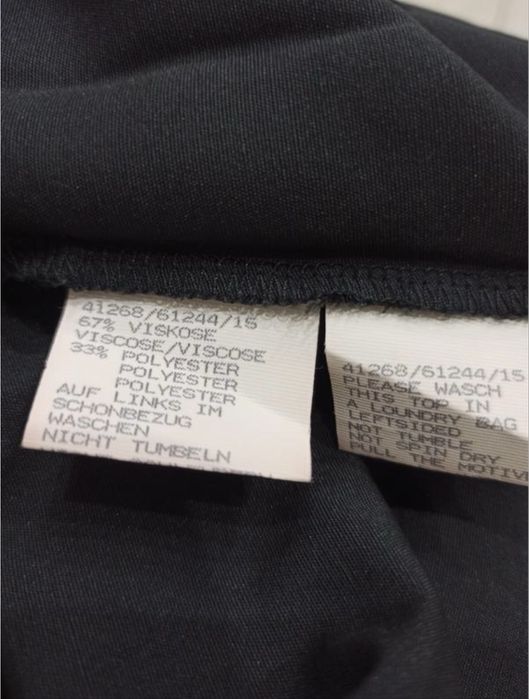 41268/61244/15
67% VISKOSE
VISCOSE/VISCOSE
33% POLYESTER
POLYESTER
POLYESTER
AUF LINKS IM
SCHONBEZUG
WASCHEN
NICHT TUMBELN
41268/61244/15
PLEASE WASCH
THIS TOP IN
A LOUNDRY BAG
LEFTSIDED
NOT TUMBLE
NOT SPIN DRY
PULL THE MOTIV